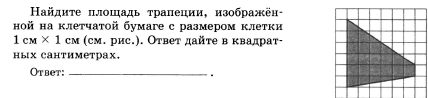 Найдите площадь трапеции, изображён-
ной на клетчатой бумаге с размером клетки
1 см × 1 см (см. рис.). Ответ дайте в квадрат-
ных сантиметрах.
Ответ: ____________________ .